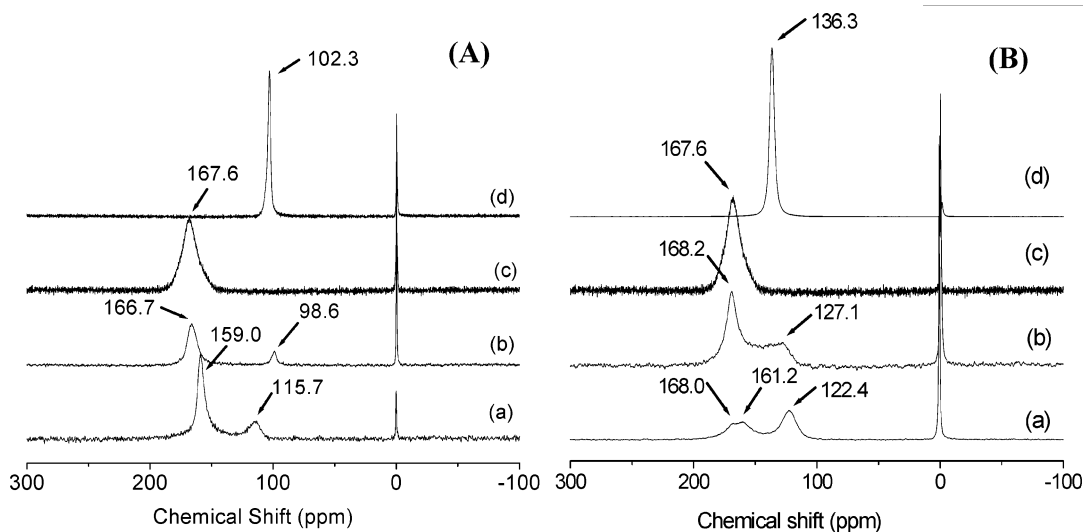 (A)
102.3
167.6
(d)
(c)
166.7
159.0
98.6
(b)
115.7
(a)
300 200 100 0 -100
Chemical Shift (ppm)
136.3
(B)
167.6
(d)
(c)
168.2
127.1
(b)
168.0 161.2 122.4
(a)
300 200 100 0 -100
Chemical shift (ppm)